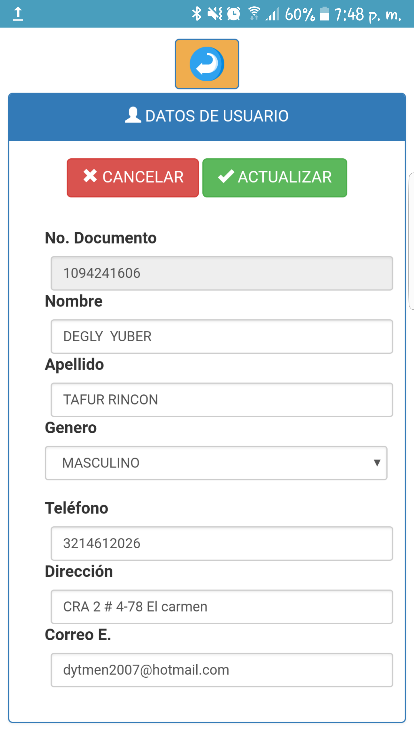 60% 7:48 p. m.
DATOS DE USUARIO
CANCELAR ACTUALIZAR
No. Documento
1094241606
Nombre
DEGLY  YUBER
Apellido
TAFUR RINCON
Genero
MASCULINO
Teléfono
3214612026
Dirección
CRA 2 # 4-78 El carmen
Correo E.
dytmen2007@hotmail.com